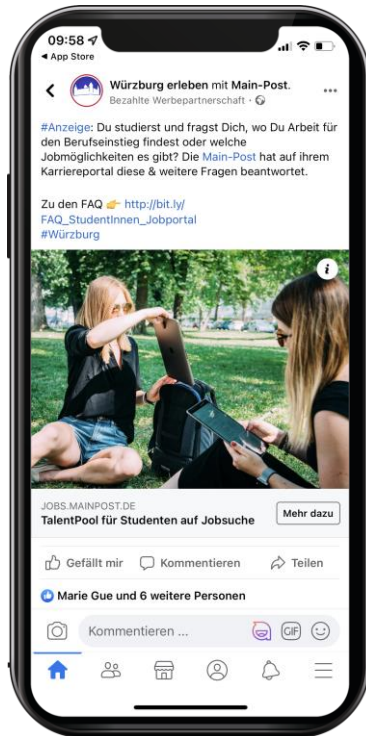 09:58
App Store
Würzburg erleben mit Main-Post.
Bezahlte Werbepartnerschaft ·
#Anzeige: Du studierst und fragst Dich, wo Du Arbeit für
den Berufseinstieg findest oder welche
Jobmöglichkeiten es gibt? Die Main-Post hat auf ihrem
Karriereportal diese & weitere Fragen beantwortet.
Zu den FAQ 👉 http://bit.ly/
FAQ_StudentInnen_Jobportal
#Würzburg
i
JOBS.MAINPOST.DE
TalentPool für Studenten auf Jobsuche
Mehr dazu
Gefällt mir
Kommentieren
Teilen
Marie Gue und 6 weitere Personen
Kommentieren ...
GIF